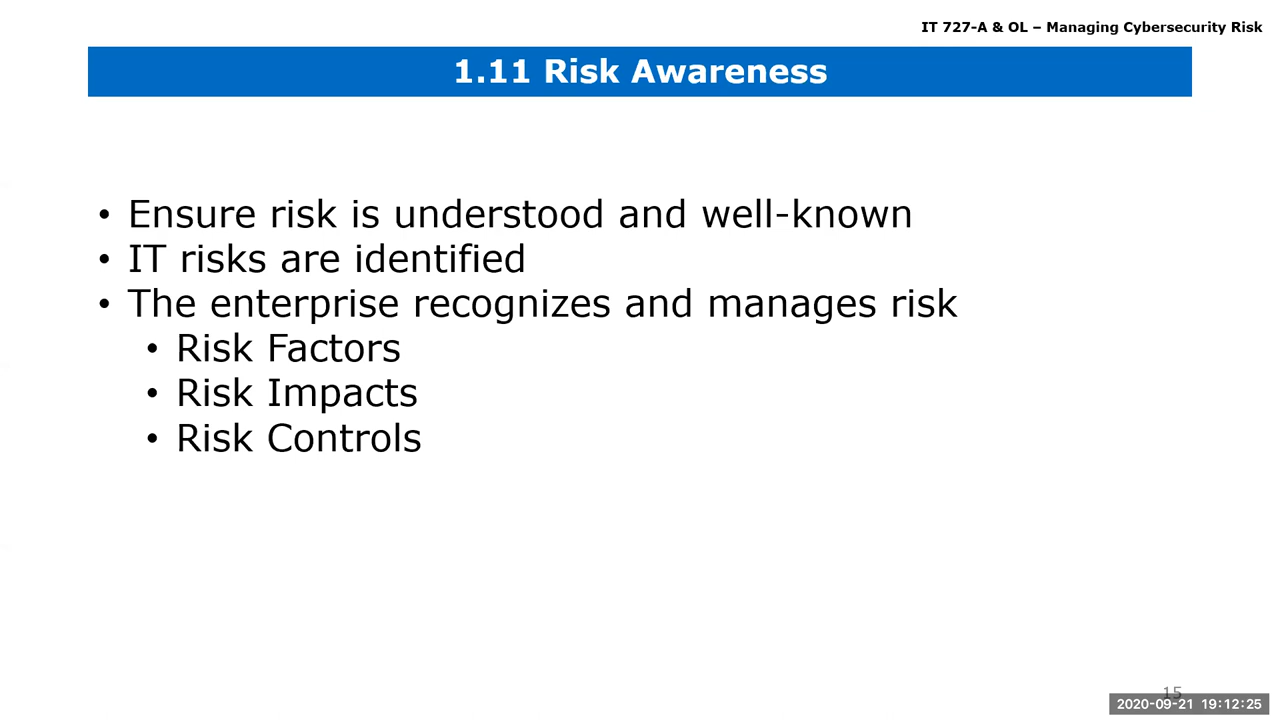 IT 727-A & OL – Managing Cybersecurity Risk
1.11 Risk Awareness
• Ensure risk is understood and well-known
• IT risks are identified
• The enterprise recognizes and manages risk
• Risk Factors
• Risk Impacts
• Risk Controls
15
2020-09-21 19:12:25